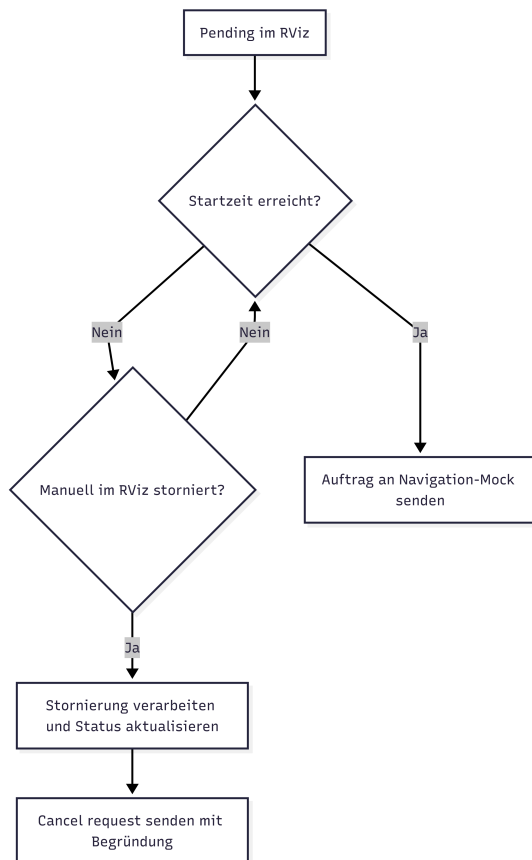 Pending im RViz
Startzeit erreicht?
Nein
Nein
Ja
Manuell im RViz storniert?
Auftrag an Navigation-Mock
senden
Ja
Stornierung verarbeiten
und Status aktualisieren
Cancel request senden mit
Begründung